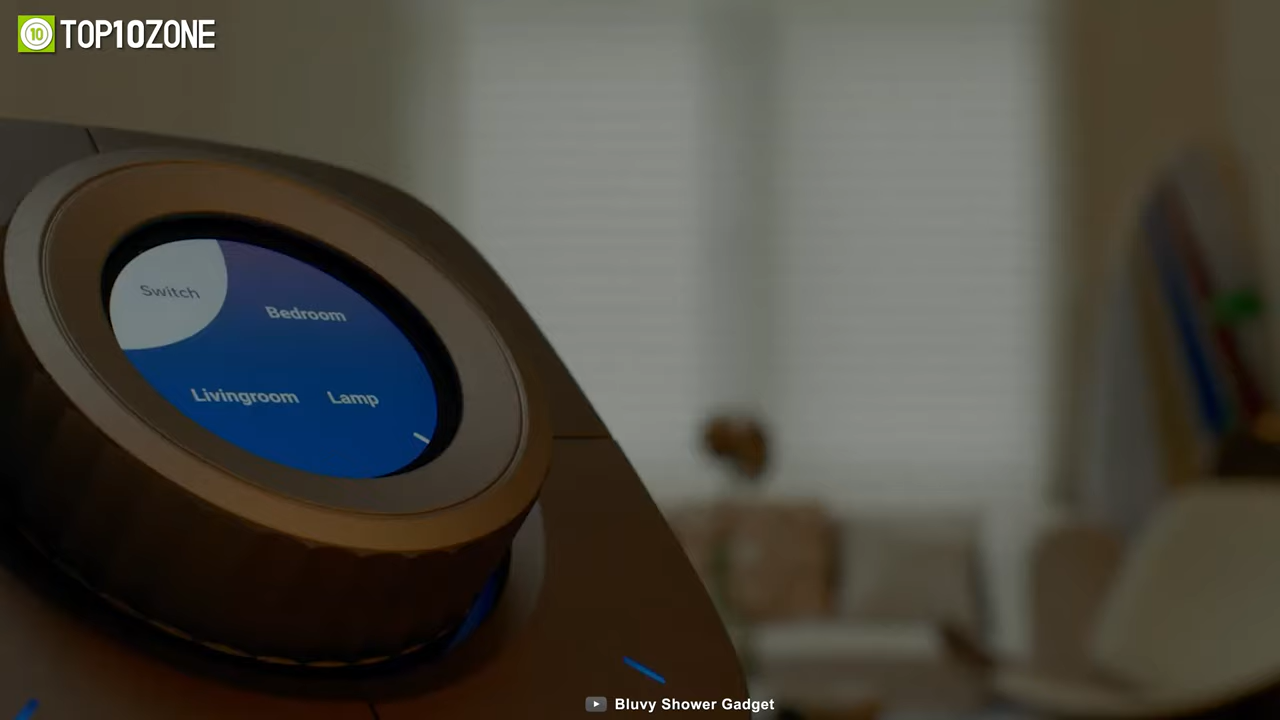 10 TOP10ZONE
Switch
Bedroom
Livingroom Lamp
Bluvy Shower Gadget